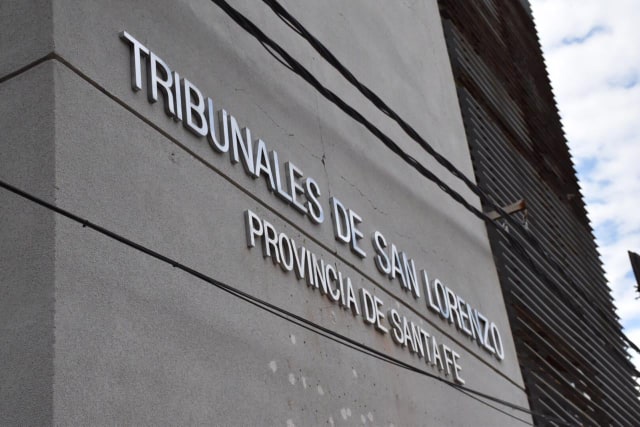 TRIBUNALES DE SAN LORENZO
PROVINCIA DE SANTA FE